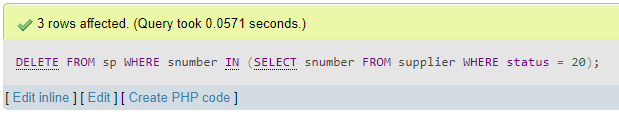 3 rows affected. (Query took 0.0571 seconds.)
DELETE FROM sp WHERE snumber IN (SELECT snumber FROM supplier WHERE status = 20);
[ Edit inline ] [ Edit ] [ Create PHP code ]